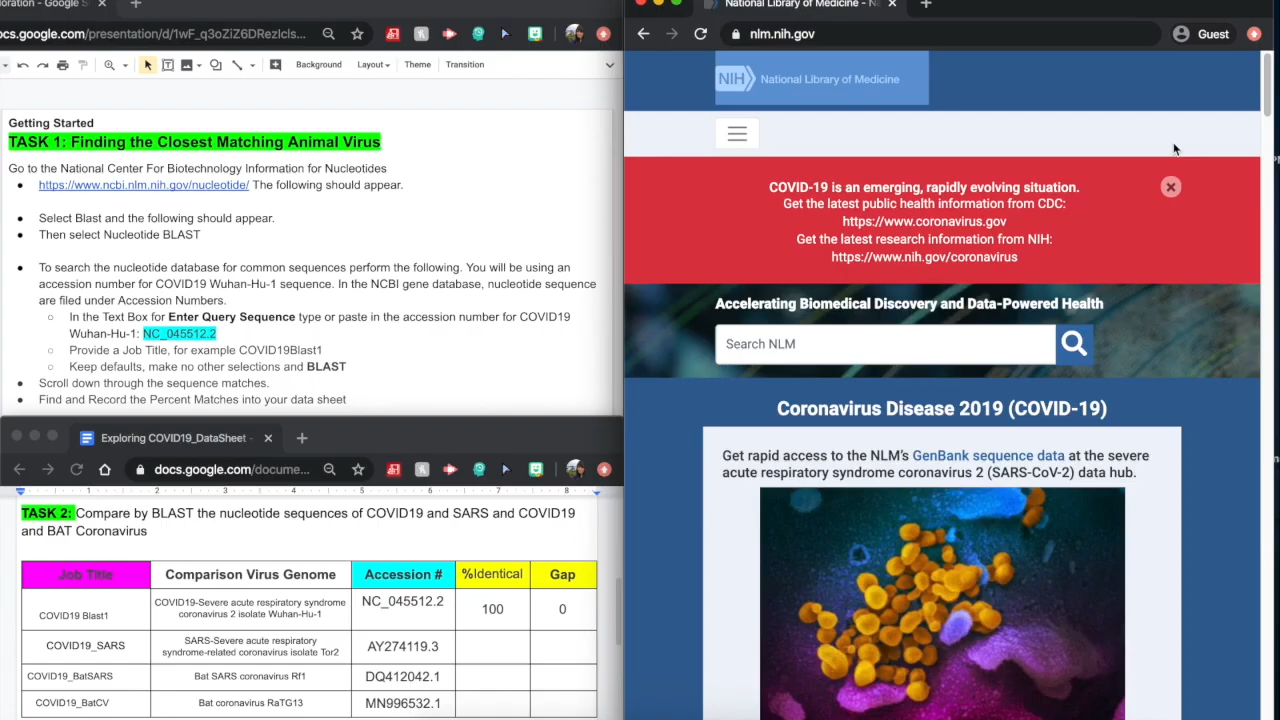 oration - Google S
ocs.google.com/presentation/d/1wF_q3oZiZ6DRezIcIs...
Background
Layout
Theme
Transition
Getting Started
TASK 1: Finding the Closest Matching Animal Virus
Go to the National Center For Biotechnology Information for Nucleotides
● https://www.ncbi.nlm.nih.gov/nucleotide/ The following should appear.
● Select Blast and the following should appear.
● Then select Nucleotide BLAST
● To search the nucleotide database for common sequences perform the following. You will be using an
accession number for COVID19 Wuhan-Hu-1 sequence. In the NCBI gene database, nucleotide sequence
are filed under Accession Numbers.
○ In the Text Box for Enter Query Sequence type or paste in the accession number for COVID19
Wuhan-Hu-1: NC_045512.2
○ Provide a Job Title, for example COVID19Blast1
○ Keep defaults, make no other selections and BLAST
● Scroll down through the sequence matches.
● Find and Record the Percent Matches into your data sheet
Exploring COVID19_DataSheet -
docs.google.com/docume...
1 2 3 4 5 6 7 8
TASK 2: Compare by BLAST the nucleotide sequences of COVID19 and SARS and COVID19
and BAT Coronavirus
Job Title Comparison Virus Genome Accession # %Identical Gap
COVID19 Blast1 COVID19-Severe acute respiratory syndrome NC_045512.2 100 0
coronavirus 2 isolate Wuhan-Hu-1
COVID19_SARS SARS-Severe acute respiratory AY274119.3
syndrome-related coronavirus isolate Tor2
COVID19_BatSARS Bat SARS coronavirus Rf1 DQ412042.1
COVID19_BatCV Bat coronavirus RaTG13 MN996532.1
National Library of Medicine - Na
nlm.nih.gov
Guest
NIH National Library of Medicine
COVID-19 is an emerging, rapidly evolving situation.
Get the latest public health information from CDC:
https://www.coronavirus.gov
Get the latest research information from NIH:
https://www.nih.gov/coronavirus
Accelerating Biomedical Discovery and Data-Powered Health
Search NLM
Coronavirus Disease 2019 (COVID-19)
Get rapid access to the NLM's GenBank sequence data at the severe
acute respiratory syndrome coronavirus 2 (SARS-CoV-2) data hub.